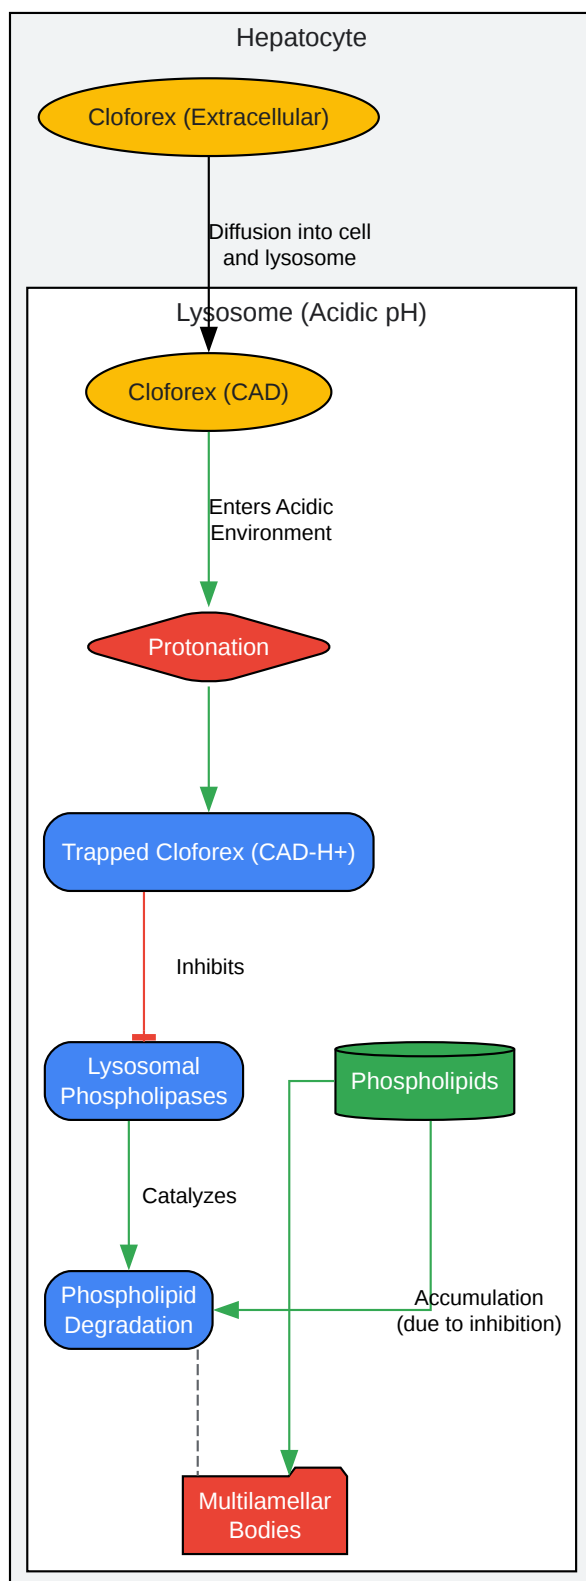 Hepatocyte
Cloforex (Extracellular)
Diffusion into cell
and lysosome
Lysosome (Acidic pH)
Cloforex (CAD)
Enters Acidic
Environment
Protonation
Trapped Cloforex (CAD-H+)
Inhibits
Lysosomal
Phospholipases
Phospholipids
Catalyzes
Phospholipid
Degradation
Accumulation
(due to inhibition)
Multilamellar
Bodies